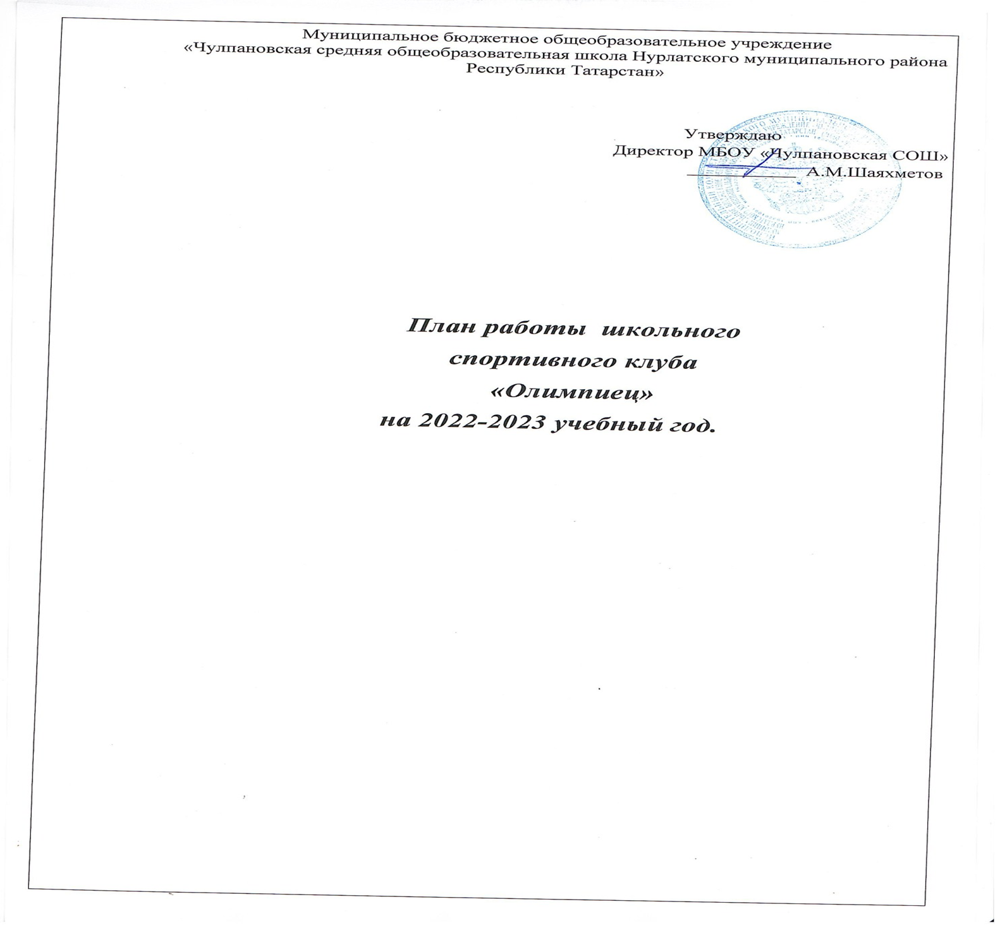 Муниципальное бюджетное общеобразовательное учреждение
«Чулпановская средняя общеобразовательная школа Нурлатского муниципального района
Республики Татарстан»
Утверждаю
Директор МБОУ «Чулпановская СОШ»
____________ А.М.Шаяхметов
План работы школьного
спортивного клуба
«Олимпиец»
на 2022-2023 учебный год.